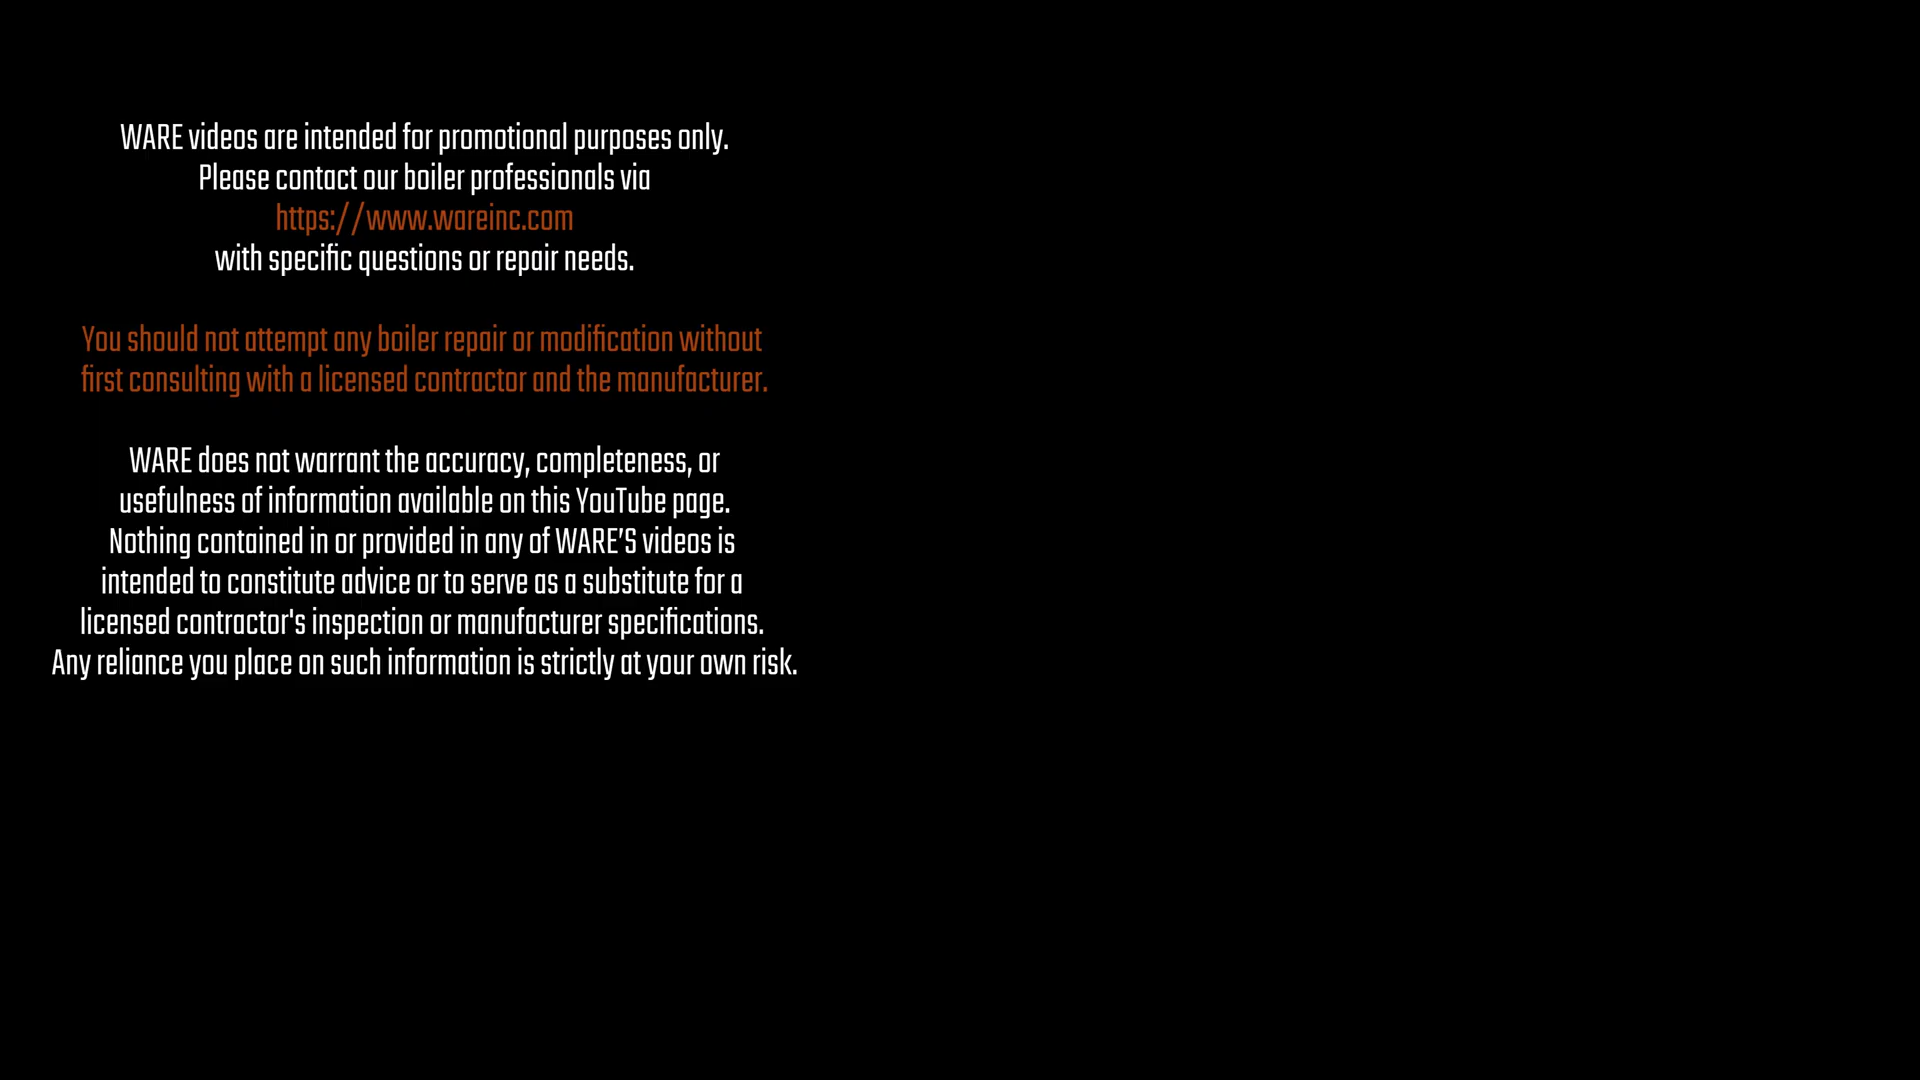 WARE videos are intended for promotional purposes only.
Please contact our boiler professionals via
https://www.wareinc.com
with specific questions or repair needs.
You should not attempt any boiler repair or modification without
first consulting with a licensed contractor and the manufacturer.
WARE does not warrant the accuracy, completeness, or
usefulness of information available on this YouTube page.
Nothing contained in or provided in any of WARE’S videos is
intended to constitute advice or to serve as a substitute for a
licensed contractor's inspection or manufacturer specifications.
Any reliance you place on such information is strictly at your own risk.